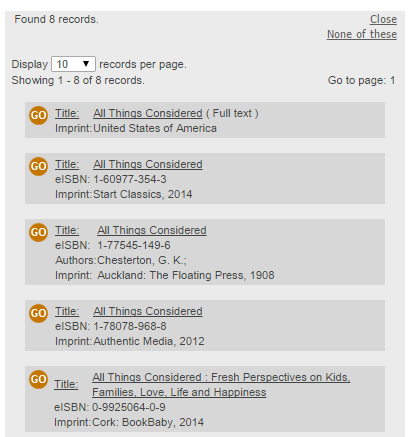 Found 8 records. Close
None of these
Display 10 records per page.
Showing 1 - 8 of 8 records. Go to page: 1
GO Title: All Things Considered ( Full text )
Imprint:United States of America
GO Title: All Things Considered
eISBN: 1-60977-354-3
Imprint:Start Classics, 2014
GO Title: All Things Considered
eISBN: 1-77545-149-6
Authors:Chesterton, G. K.;
Imprint: Auckland: The Floating Press, 1908
GO Title: All Things Considered
eISBN: 1-78078-968-8
Imprint:Authentic Media, 2012
GO Title: All Things Considered : Fresh Perspectives on Kids,
Families, Love, Life and Happiness
eISBN: 0-9925064-0-9
Imprint:Cork: BookBaby, 2014